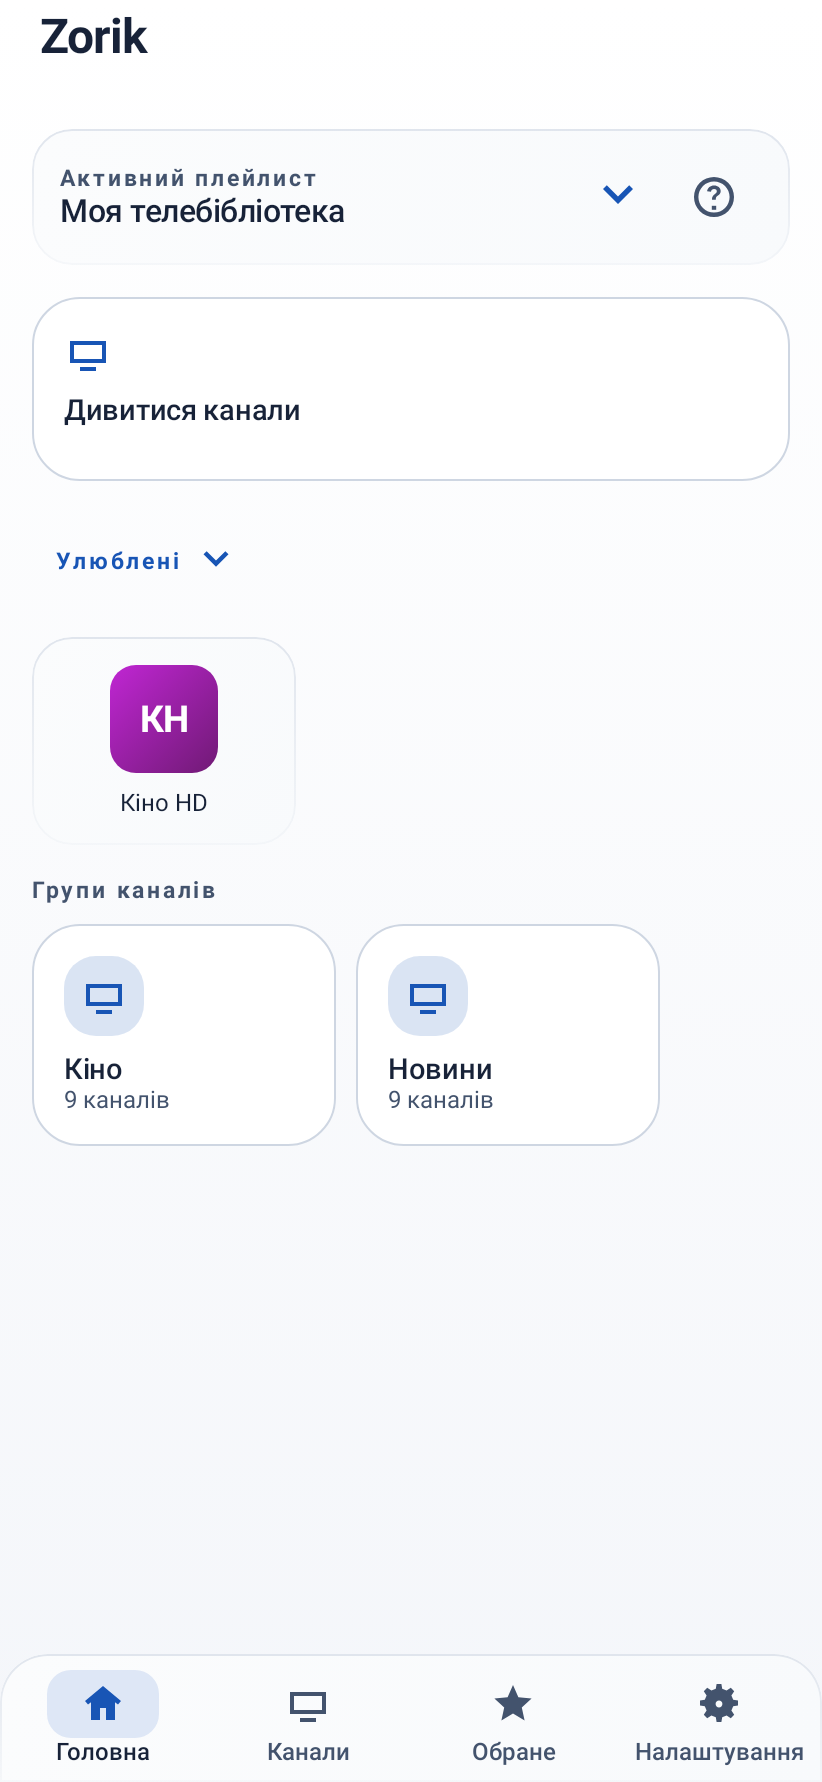 Zorik
Активний плейлист
Моя телебібліотека
Дивитися канали
Улюблені
КН
Кіно HD
Групи каналів
Кіно
9 каналів
Новини
9 каналів
Головна
Канали
Обране
Налаштування